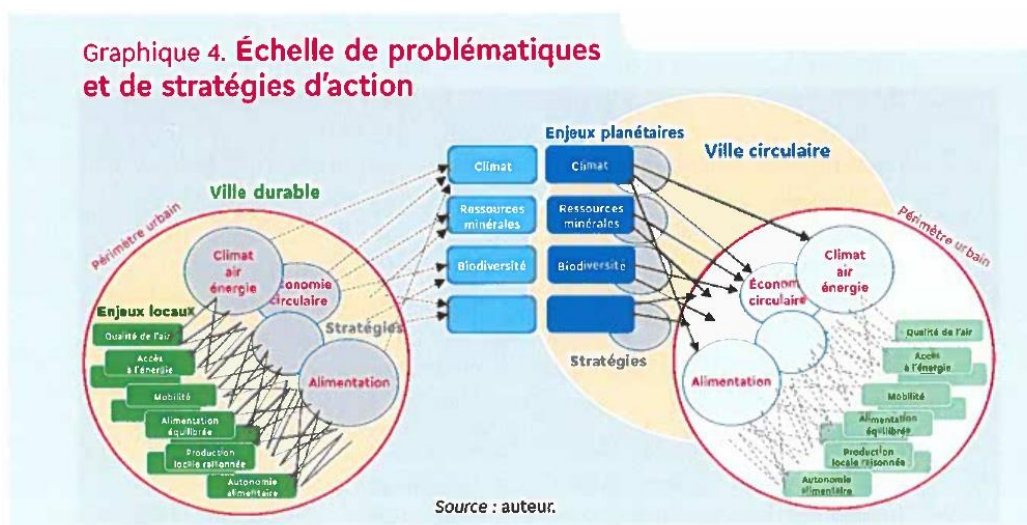 Graphique 4. Échelle de problématiques
et de stratégies d'action
Ville durable
Périmètre urbain
Climat
air
énergie
Économie
circulaire
Enjeux locaux
Stratégies
Alimentation
Qualité de l'air
Accès
à l'énergie
Mobilité
Alimentation
équilibrée
Production
locale raisonnée
Autonomie
alimentaire
Climat
Ressources
minérales
Biodiversité
Enjeux planétaires
Climat
Ressources
minérales
Biodiversité
Stratégies
Ville circulaire
Périmètre urbain
Climat
air
énergie
Économie
circulaire
Alimentation
Qualité de l'air
Accès
à l'énergie
Mobilité
Alimentation
équilibrée
Production
locale raisonnée
Autonomie
alimentaire
Source : auteur.